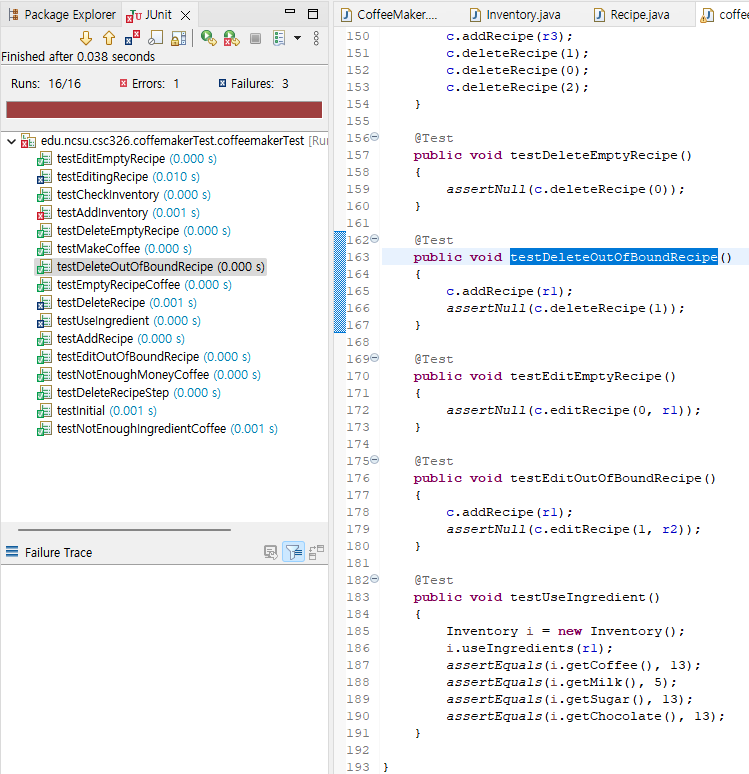 Package Explorer
JUnit
Finished after 0.038 seconds
Runs: 16/16
Errors: 1
Failures: 3
edu.ncsu.csc326.coffemakerTest.coffeemakerTest [Ru
testEditEmptyRecipe (0.000 s)
testEditingRecipe (0.010 s)
testCheckInventory (0.000 s)
testAddInventory (0.001 s)
testDeleteEmptyRecipe (0.000 s)
testMakeCoffee (0.000 s)
testDeleteOutOfBoundRecipe (0.000 s)
testEmptyRecipeCoffee (0.000 s)
testDeleteRecipe (0.001 s)
testUseIngredient (0.000 s)
testAddRecipe (0.000 s)
testEditOutOfBoundRecipe (0.000 s)
testNotEnoughMoneyCoffee (0.000 s)
testDeleteRecipeStep (0.000 s)
testInitial (0.001 s)
testNotEnoughIngredientCoffee (0.001 s)
Failure Trace
CoffeeMaker....
Inventory.java
Recipe.java
coffee
150 c.addRecipe(r3);
151 c.deleteRecipe(1);
152 c.deleteRecipe(0);
153 c.deleteRecipe(2);
154 }
155
156 @Test
157 public void testDeleteEmptyRecipe()
158 {
159 assertNull(c.deleteRecipe(0));
160 }
161
162 @Test
163 public void testDeleteOutOfBoundRecipe()
164 {
165 c.addRecipe(r1);
166 assertNull(c.deleteRecipe(1));
167 }
168
169 @Test
170 public void testEditEmptyRecipe()
171 {
172 assertNull(c.editRecipe(0, r1));
173 }
174
175 @Test
176 public void testEditOutOfBoundRecipe()
177 {
178 c.addRecipe(r1);
179 assertNull(c.editRecipe(1, r2));
180 }
181
182 @Test
183 public void testUseIngredient()
184 {
185 Inventory i = new Inventory();
186 i.useIngredients(r1);
187 assertEquals(i.getCoffee(), 13);
188 assertEquals(i.getMilk(), 5);
189 assertEquals(i.getSugar(), 13);
190 assertEquals(i.getChocolate(), 13);
191 }
192
193 }